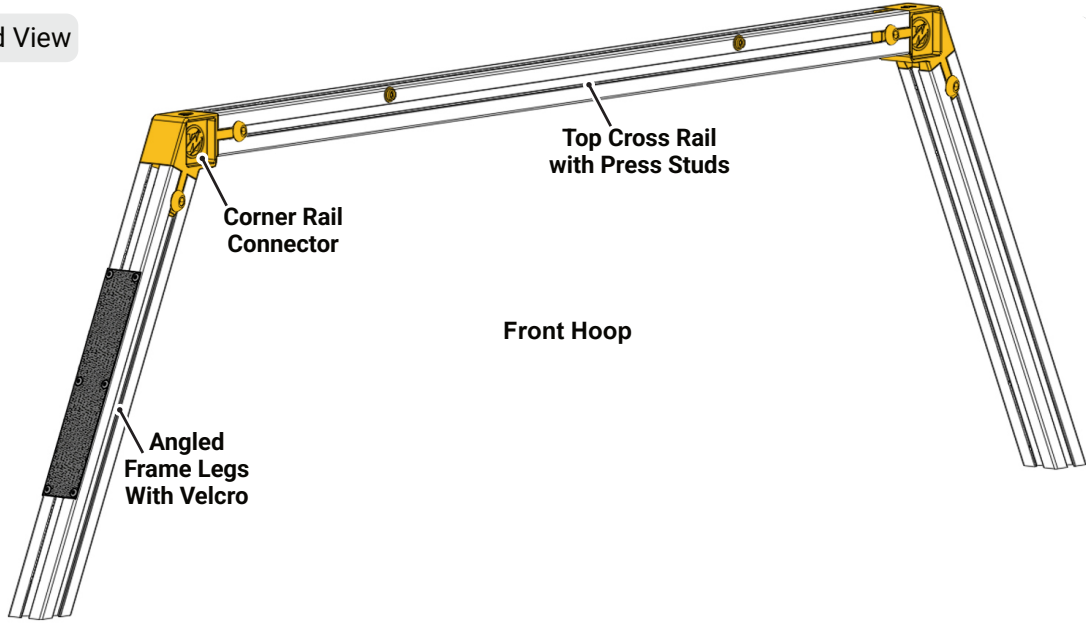 View
Top Cross Rail
with Press Studs
Corner Rail
Connector
Front Hoop
Angled
Frame Legs
With Velcro